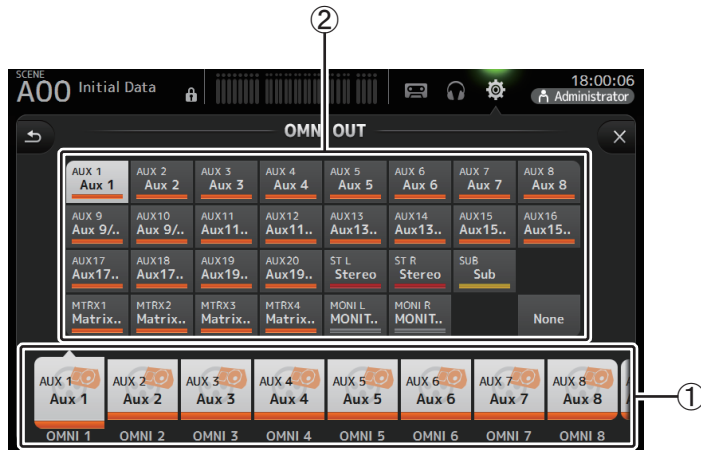 ②
SCENE
A00 Initial Data
18:00:06
Administrator
OMNI OUT
AUX 1 AUX 2 AUX 3 AUX 4 AUX 5 AUX 6 AUX 7 AUX 8
Aux 1 Aux 2 Aux 3 Aux 4 Aux 5 Aux 6 Aux 7 Aux 8
AUX 9 AUX10 AUX11 AUX12 AUX13 AUX14 AUX15 AUX16
Aux 9/.. Aux 9/.. Aux11.. Aux11.. Aux13.. Aux13.. Aux15.. Aux15..
AUX17 AUX18 AUX19 AUX20 ST L ST R SUB
Aux17.. Aux17.. Aux19.. Aux19.. Stereo Stereo Sub
MTRX1 MTRX2 MTRX3 MTRX4 MONI L MONI R
Matrix.. Matrix.. Matrix.. Matrix.. MONIT.. MONIT.. None
AUX 1 AUX 2 AUX 3 AUX 4 AUX 5 AUX 6 AUX 7 AUX 8
Aux 1 Aux 2 Aux 3 Aux 4 Aux 5 Aux 6 Aux 7 Aux 8
①
OMNI 1 OMNI 2 OMNI 3 OMNI 4 OMNI 5 OMNI 6 OMNI 7 OMNI 8